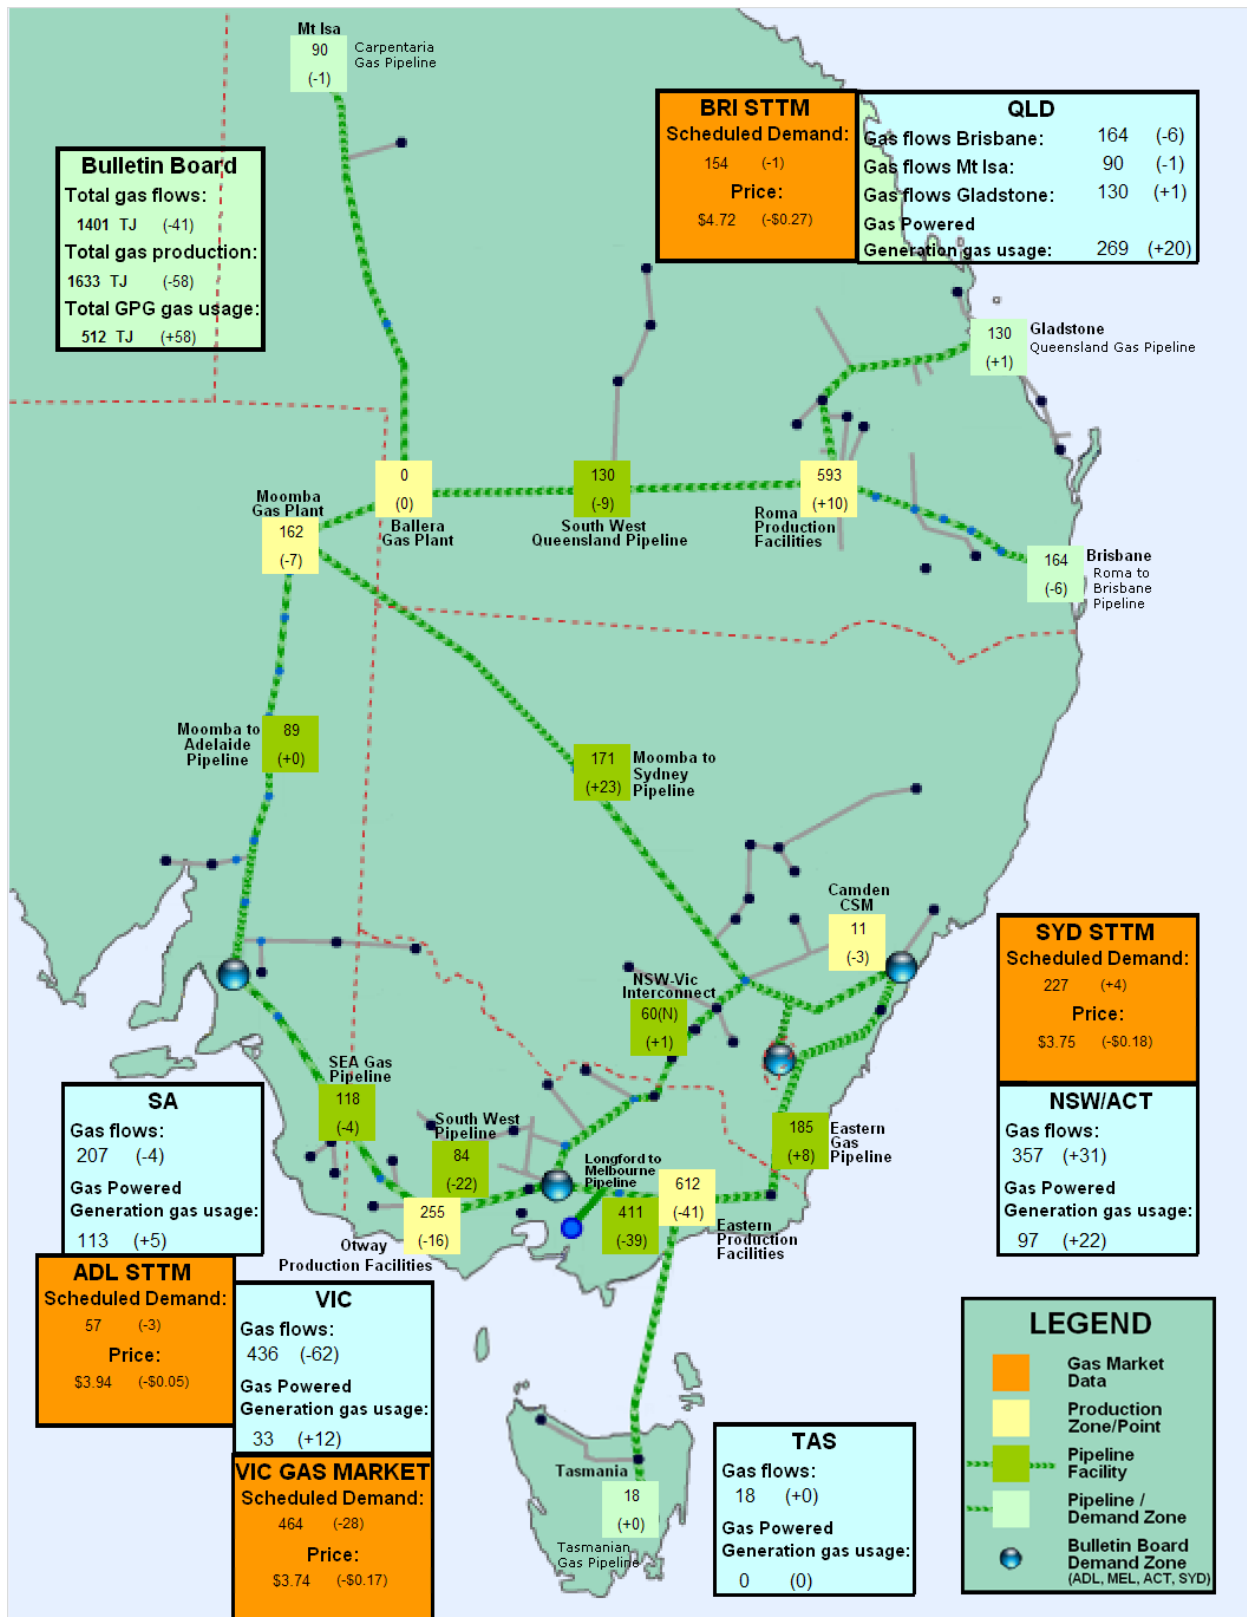 Mt Isa
90
(-1)
Carpentaria
Gas Pipeline
BRI STTM
Scheduled Demand:
154 (-1)
Price:
$4.72 (-$0.27)
QLD
Gas flows Brisbane: 164 (-6)
Gas flows Mt Isa: 90 (-1)
Gas flows Gladstone: 130 (+1)
Gas Powered
Generation gas usage: 269 (+20)
Bulletin Board
Total gas flows:
1401 TJ (-41)
Total gas production:
1633 TJ (-58)
Total GPG gas usage:
512 TJ (+58)
130
(+1)
Gladstone
Queensland Gas Pipeline
0
(0)
Ballera
Gas Plant
130
(-9)
South West
Queensland Pipeline
593
(+10)
Roma
Production
Facilities
Moomba
Gas Plant
162
(-7)
164
(-6)
Brisbane
Roma to
Brisbane
Pipeline
Moomba to
Adelaide
Pipeline
89
(+0)
171
(+23)
Moomba to
Sydney
Pipeline
Camden
CSM
11
(-3)
NSW-Vic
Interconnect
60(N)
(+1)
SYD STTM
Scheduled Demand:
227 (+4)
Price:
$3.75 (-$0.18)
NSW/ACT
Gas flows:
357 (+31)
Gas Powered
Generation gas usage:
97 (+22)
SEA Gas
Pipeline
118
(-4)
South West
Pipeline
84
(-22)
Longford to
Melbourne
Pipeline
411
(-39)
612
(-41)
Eastern
Production
Facilities
185
(+8)
Eastern
Gas
Pipeline
255
(-16)
Otway
Production Facilities
SA
Gas flows:
207 (-4)
Gas Powered
Generation gas usage:
113 (+5)
ADL STTM
Scheduled Demand:
57 (-3)
Price:
$3.94 (-$0.05)
VIC
Gas flows:
436 (-62)
Gas Powered
Generation gas usage:
33 (+12)
VIC GAS MARKET
Scheduled Demand:
464 (-28)
Price:
$3.74 (-$0.17)
Tasmania
18
(+0)
Tasmanian
Gas Pipeline
TAS
Gas flows:
18 (+0)
Gas Powered
Generation gas usage:
0 (0)
LEGEND
Gas Market
Data
Production
Zone/Point
Pipeline
Facility
Pipeline /
Demand Zone
Bulletin Board
Demand Zone
(ADL, MEL, ACT, SYD)